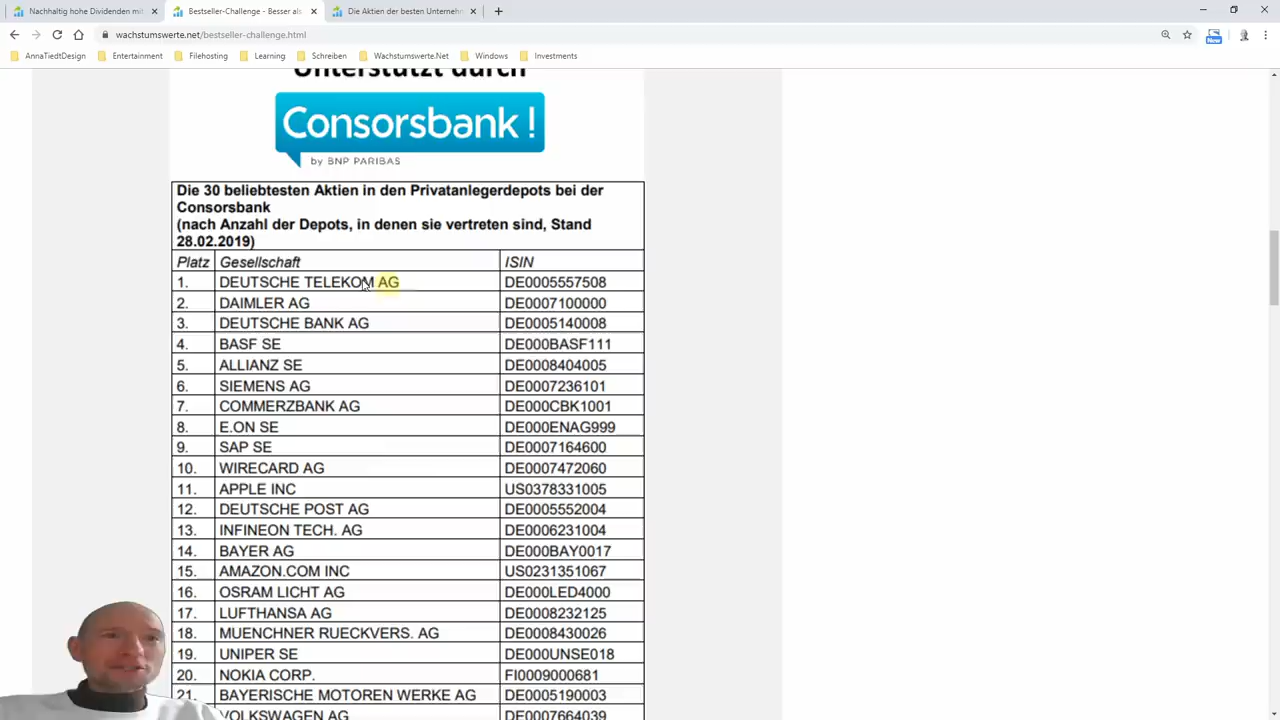 Nachhaltig hohe Dividenden mit
Bestseller-Challenge - Besser als
Die Aktien der besten Unternehm
wachstumswerte.net/bestseller-challenge.html
New
AnnaTiedtDesign
Entertainment
Filehosting
Learning
Schreiben
Wachstumswerte.Net
Windows
Investments
Unterstützt durch
Consorsbank!
by BNP PARIBAS
Die 30 beliebtesten Aktien in den Privatanlegerdepots bei der
Consorsbank
(nach Anzahl der Depots, in denen sie vertreten sind, Stand
28.02.2019)
Platz Gesellschaft ISIN
1. DEUTSCHE TELEKOM AG DE0005557508
2. DAIMLER AG DE0007100000
3. DEUTSCHE BANK AG DE0005140008
4. BASF SE DE000BASF111
5. ALLIANZ SE DE0008404005
6. SIEMENS AG DE0007236101
7. COMMERZBANK AG DE000CBK1001
8. E.ON SE DE000ENAG999
9. SAP SE DE0007164600
10. WIRECARD AG DE0007472060
11. APPLE INC US0378331005
12. DEUTSCHE POST AG DE0005552004
13. INFINEON TECH. AG DE0006231004
14. BAYER AG DE000BAY0017
15. AMAZON.COM INC US0231351067
16. OSRAM LICHT AG DE000LED4000
17. LUFTHANSA AG DE0008232125
18. MUENCHNER RUECKVERS. AG DE0008430026
19. UNIPER SE DE000UNSE018
20. NOKIA CORP. FI0009000681
21. BAYERISCHE MOTOREN WERKE AG DE0005190003
VOLKSWAGEN AG DE0007664039